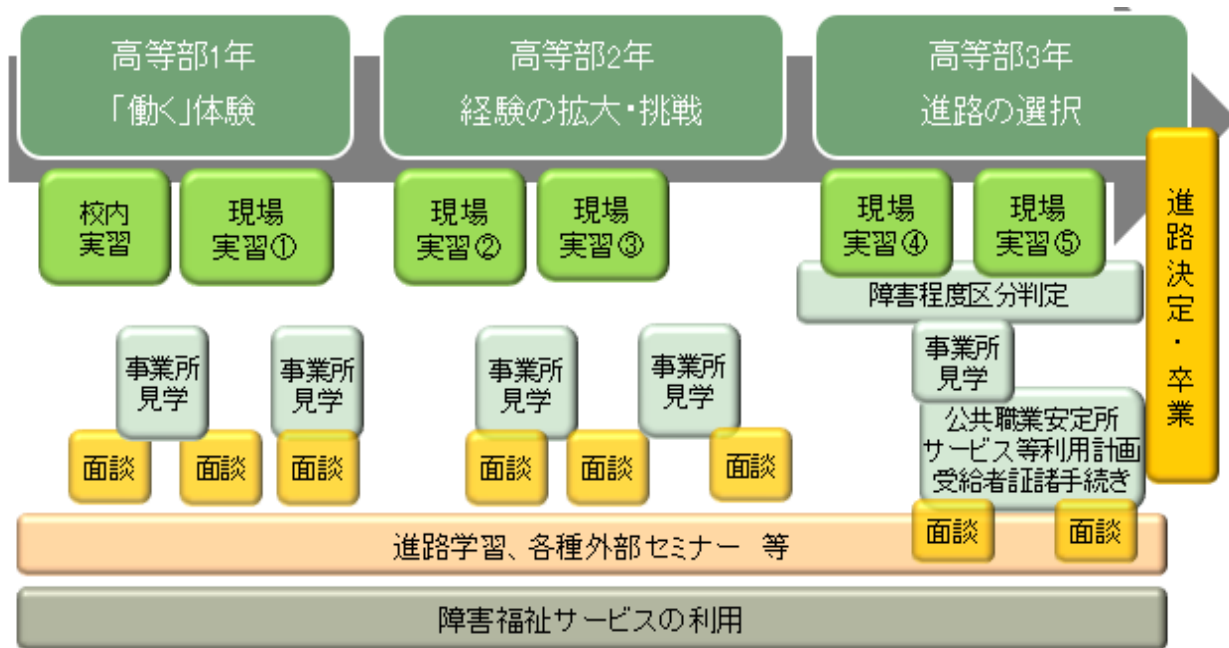 高等部1年
「働く」体験
高等部2年
経験の拡大・挑戦
高等部3年
進路の選択
校内
実習
現場
実習①
現場
実習②
現場
実習③
現場
実習④
現場
実習⑤
進路決定・卒業
障害程度区分判定
事業所
見学
事業所
見学
事業所
見学
事業所
見学
事業所
見学
公共職業安定所
サービス等利用計画
受給者証諸手続き
面談
面談
面談
面談
面談
面談
面談
面談
進路学習、各種外部セミナー 等
障害福祉サービスの利用